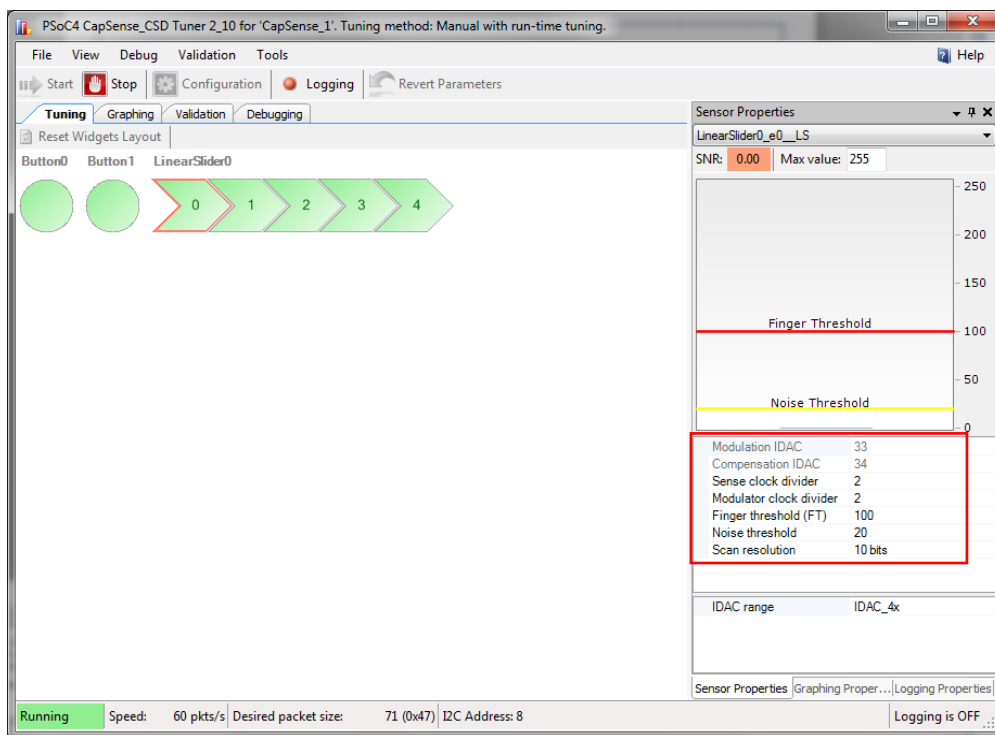 PSoC4 CapSense_CSD Tuner 2_10 for 'CapSense_1'. Tuning method: Manual with run-time tuning.
File View Debug Validation Tools Help
Start Stop Configuration Logging Revert Parameters
Tuning Graphing Validation Debugging
Reset Widgets Layout
Button0 Button1 LinearSlider0
0 1 2 3 4
Sensor Properties
LinearSlider0_e0__LS
SNR: 0.00 Max value: 255
250
200
150
Finger Threshold
100
50
Noise Threshold
0
Modulation IDAC 33
Compensation IDAC 34
Sense clock divider 2
Modulator clock divider 2
Finger threshold (FT) 100
Noise threshold 20
Scan resolution 10 bits
IDAC range IDAC_4x
Sensor Properties Graphing Proper... Logging Properties
Running Speed: 60 pkts/s Desired packet size: 71 (0x47) I2C Address: 8 Logging is OFF